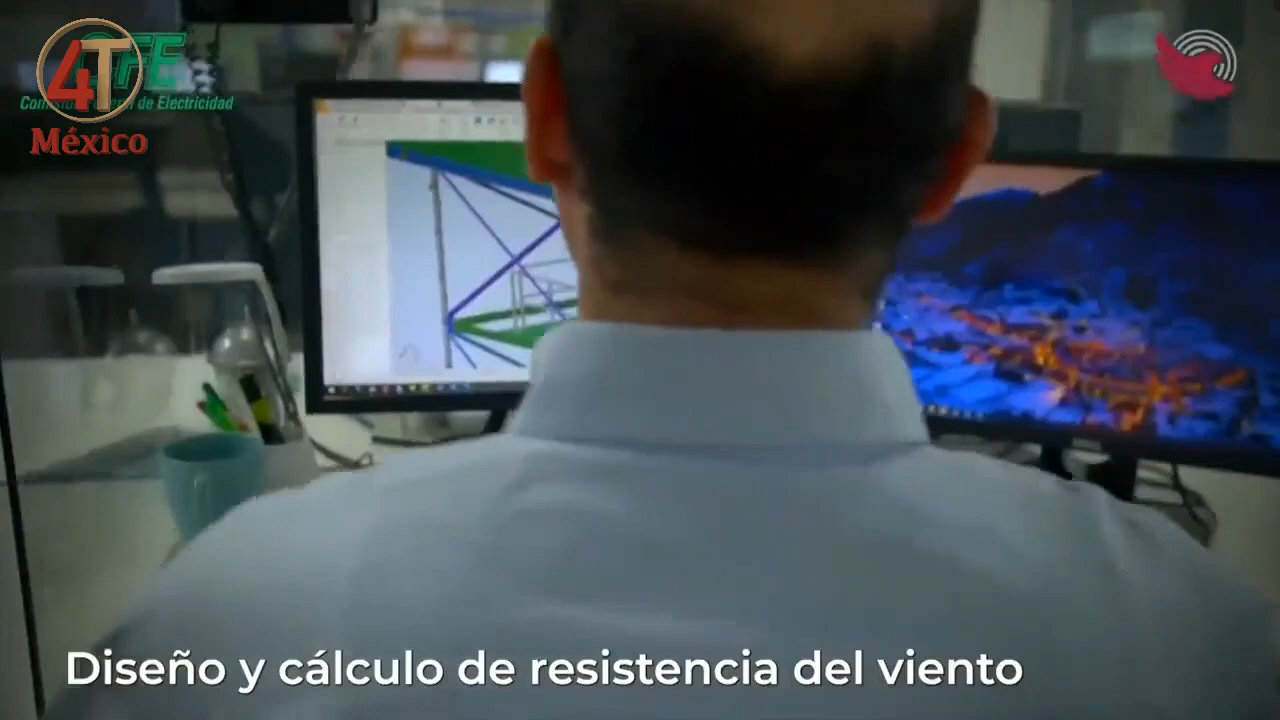 4T
CFE
Comisión Federal de Electricidad
México
Diseño y cálculo de resistencia del viento